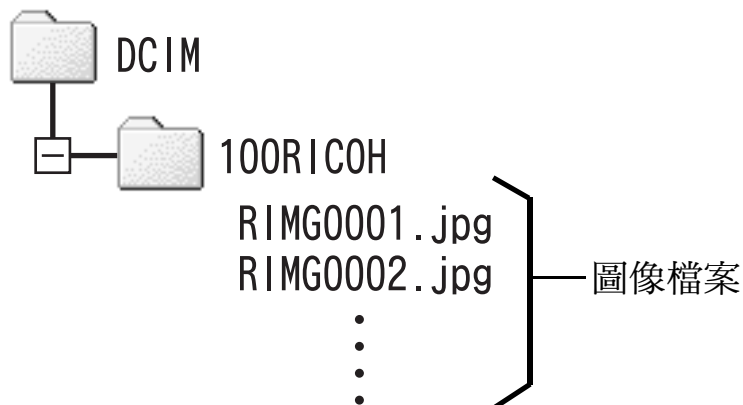 DCIM
100RICOH
RIMG0001.jpg
RIMG0002.jpg
圖像檔案